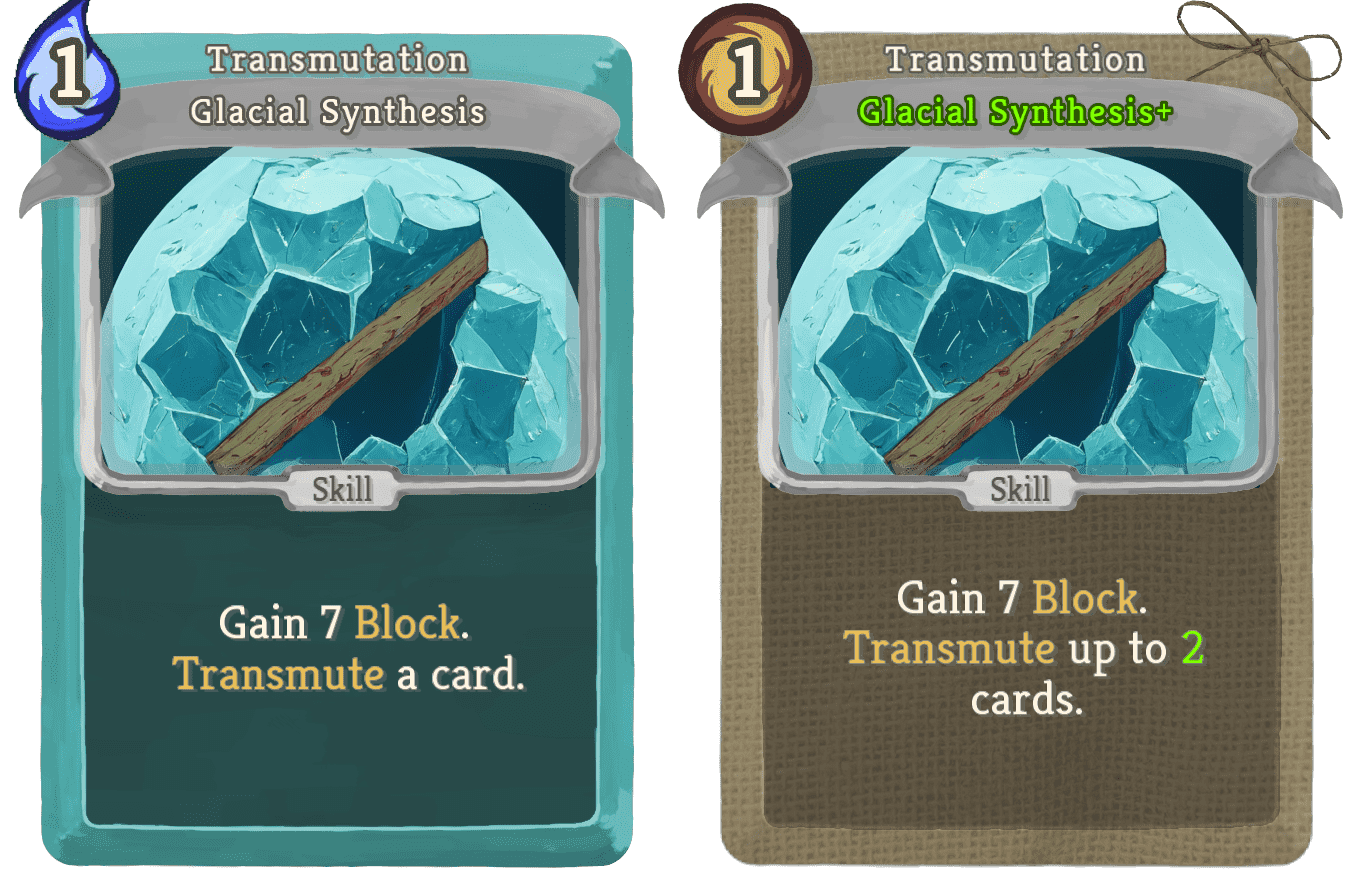 1
Transmutation
Glacial Synthesis
Skill
Gain 7 Block.
Transmute a card.
1
Transmutation
Glacial Synthesis+
Skill
Gain 7 Block.
Transmute up to 2
cards.